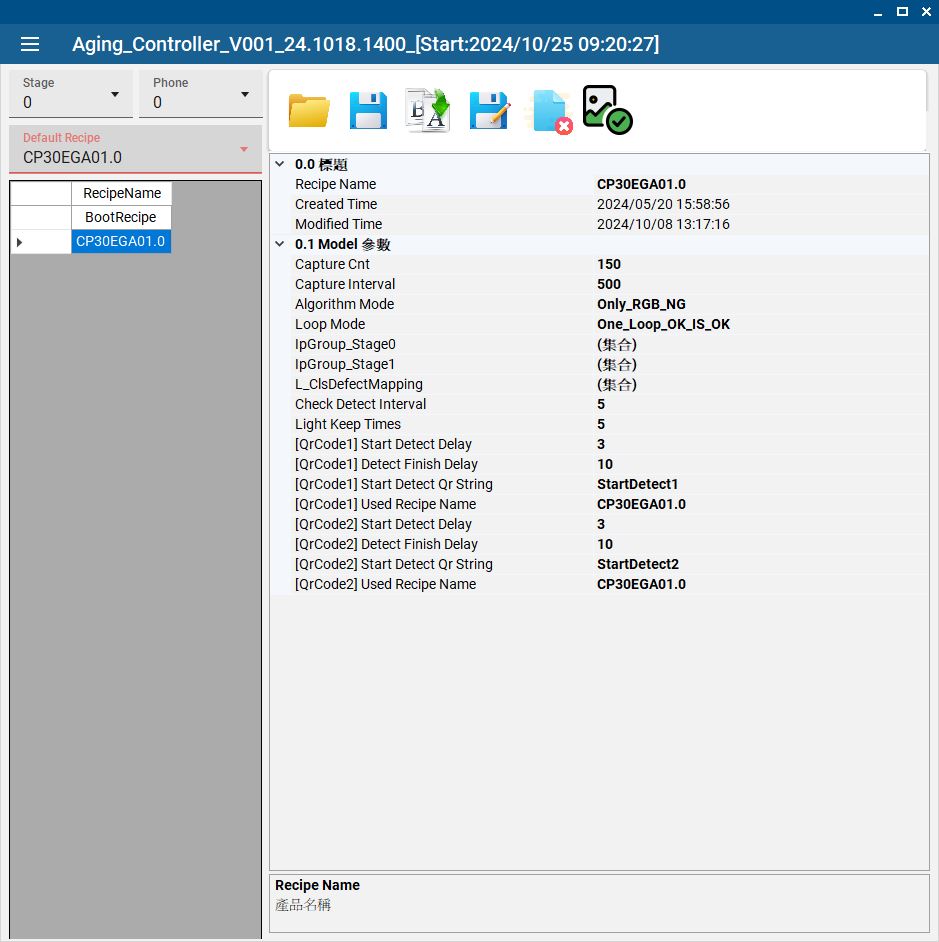 Aging_Controller_V001_24.1018.1400_[Start:2024/10/25 09:20:27]
Stage
0
Phone
0
Default Recipe
CP30EGA01.0
RecipeName
BootRecipe
CP30EGA01.0
B A
0.0 標題
Recipe Name CP30EGA01.0
Created Time 2024/05/20 15:58:56
Modified Time 2024/10/08 13:17:16
0.1 Model 參數
Capture Cnt 150
Capture Interval 500
Algorithm Mode Only_RGB_NG
Loop Mode One_Loop_OK_IS_OK
IpGroup_Stage0 (集合)
IpGroup_Stage1 (集合)
L_ClsDefectMapping (集合)
Check Detect Interval 5
Light Keep Times 5
[QrCode1] Start Detect Delay 3
[QrCode1] Detect Finish Delay 10
[QrCode1] Start Detect Qr String StartDetect1
[QrCode1] Used Recipe Name CP30EGA01.0
[QrCode2] Start Detect Delay 3
[QrCode2] Detect Finish Delay 10
[QrCode2] Start Detect Qr String StartDetect2
[QrCode2] Used Recipe Name CP30EGA01.0
Recipe Name
產品名稱